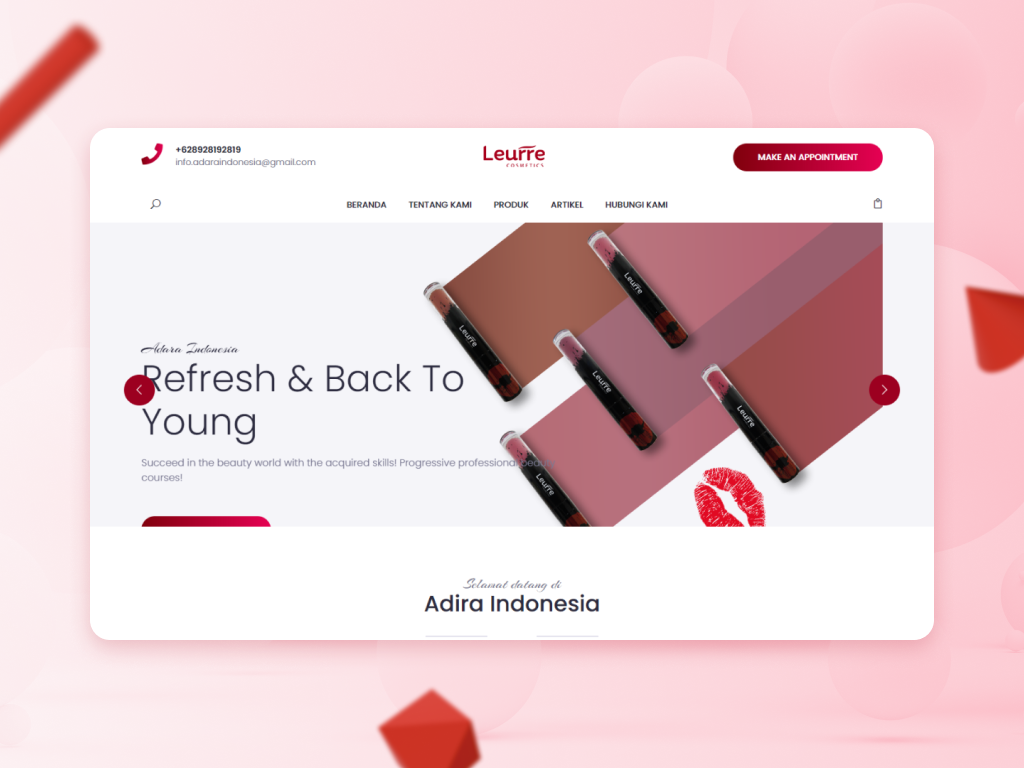 +628928192819
info.adaraindonesia@gmail.com
Leurre
COSMETICS
MAKE AN APPOINTMENT
BERANDA TENTANG KAMI PRODUK ARTIKEL HUBUNGI KAMI
Adara Indonesia
Refresh & Back To
Young
Succeed in the beauty world with the acquired skills! Progressive professional beauty
courses!
Leurre
Leurre
Leurre
Leurre
Leurre
Selamat datang di
Adira Indonesia